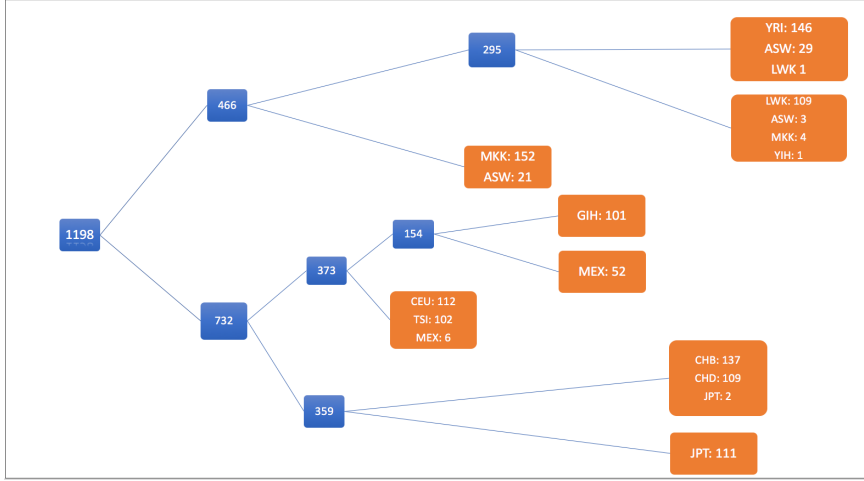 295
YRI: 146
ASW: 29
LWK 1
466
LWK: 109
ASW: 3
MKK: 4
YIH: 1
MKK: 152
ASW: 21
1198
GIH: 101
154
373
MEX: 52
732
CEU: 112
TSI: 102
MEX: 6
CHB: 137
CHD: 109
JPT: 2
359
JPT: 111